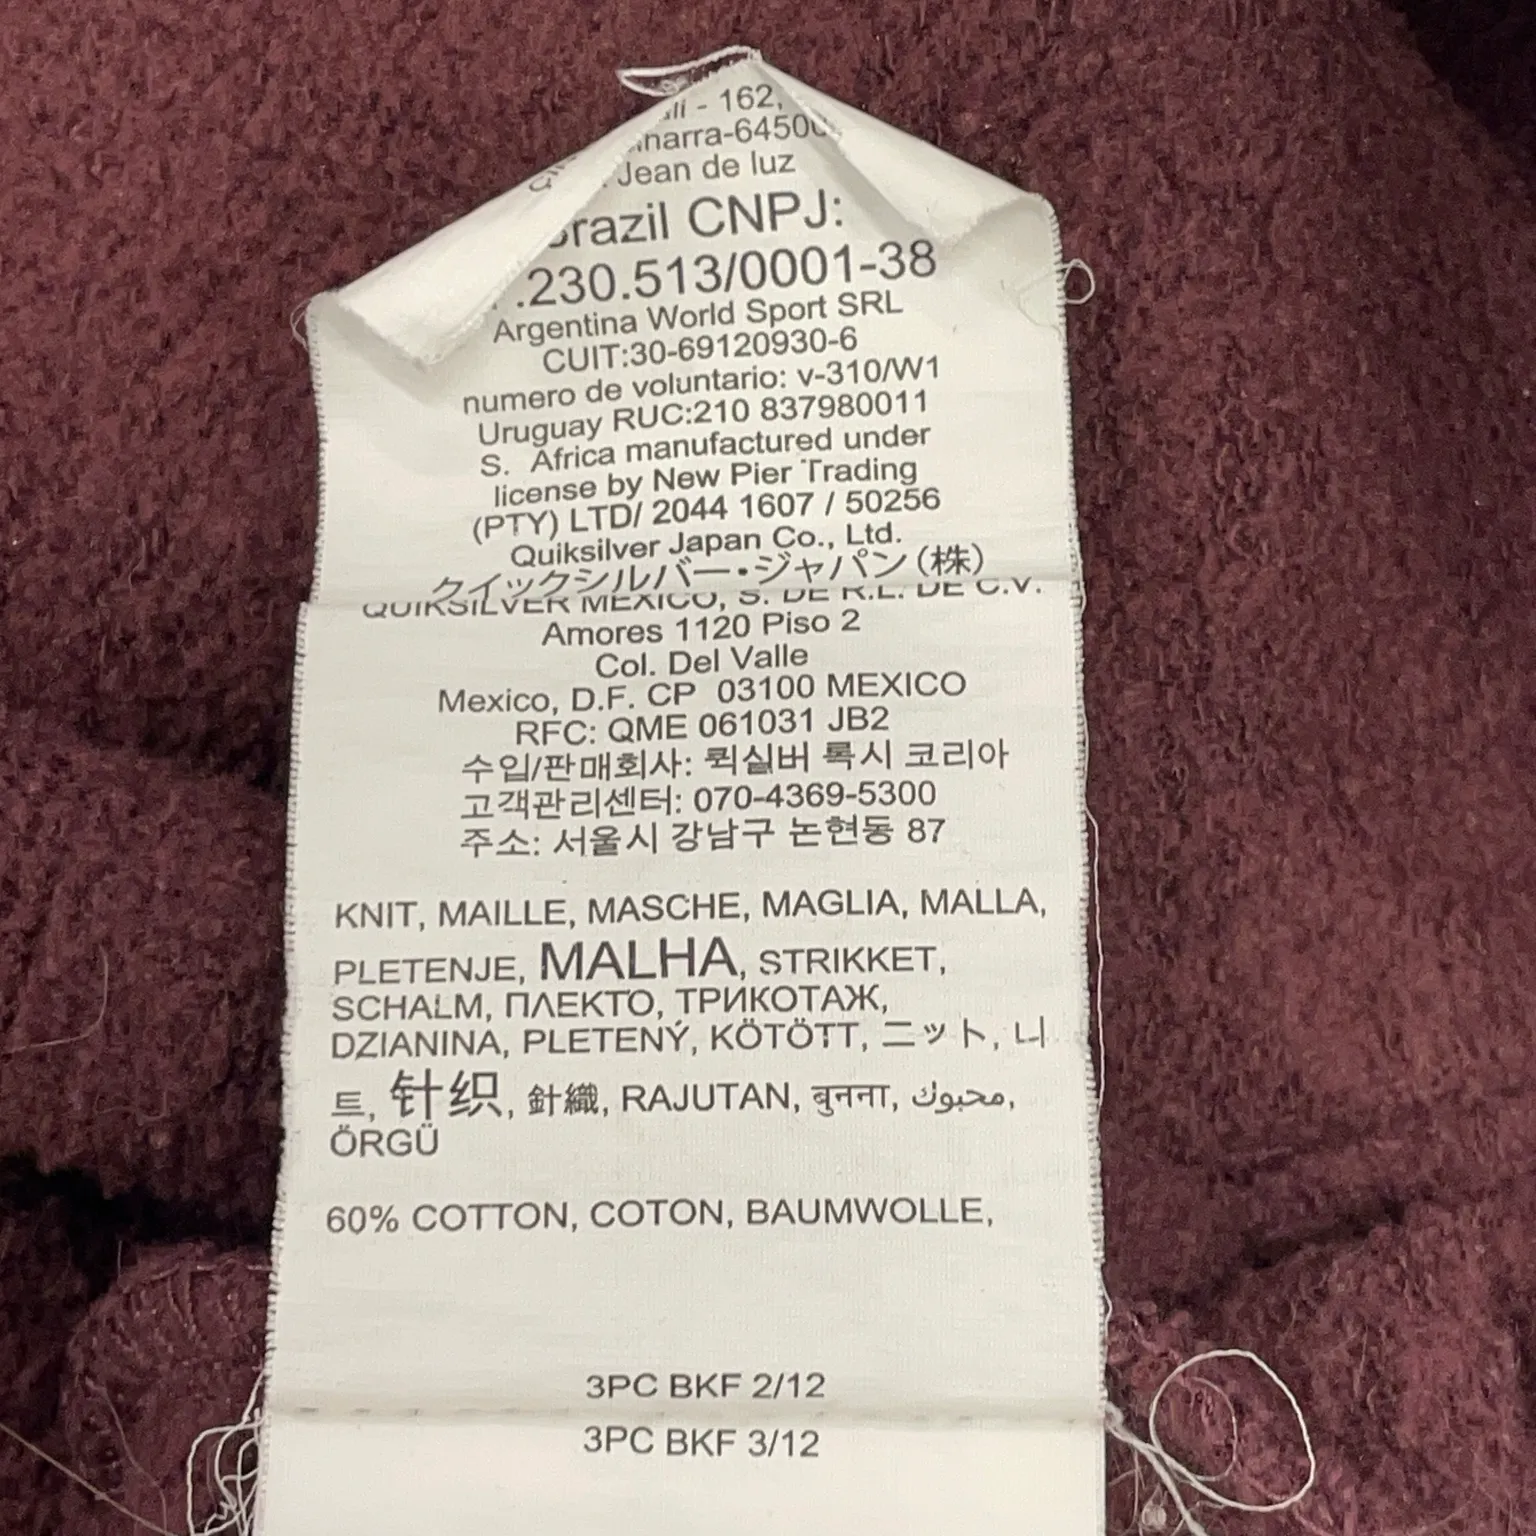 - 162,
Jean de luz
CNPJ:
.230.513/0001-38
Argentina World Sport SRL
CUIT:30-69120930-6
numero de voluntario: v-310/W1
Uruguay RUC:210 837980011
S. Africa manufactured under
license by New Pier Trading
(PTY) LTD/ 2044 1607 / 50256
Quiksilver Japan Co., Ltd.
クイックシルバー・ジャパン(株)
QUIKSILVER MEXICO, S. DE R.L. DE C.V.
Amores 1120 Piso 2
Col. Del Valle
Mexico, D.F. CP 03100 MEXICO
RFC: QME 061031 JB2
수입/판매회사: 퀵실버 록시 코리아
고객관리센터: 070-4369-5300
주소: 서울시 강남구 논현동 87
KNIT, MAILLE, MASCHE, MAGLIA, MALLA,
PLETENJE, MALHA, STRIKKET,
SCHALM, ΠΛΕΚΤΟ, ТРИКОТАЖ,
DZIANINA, PLETENÝ, KÖTÖTT, ニット, 니
트, 针织, 針織, RAJUTAN, बुनना, محبوك,
ÖRGÜ
60% COTTON, COTON, BAUMWOLLE,
3PC BKF 2/12
3PC BKF 3/12